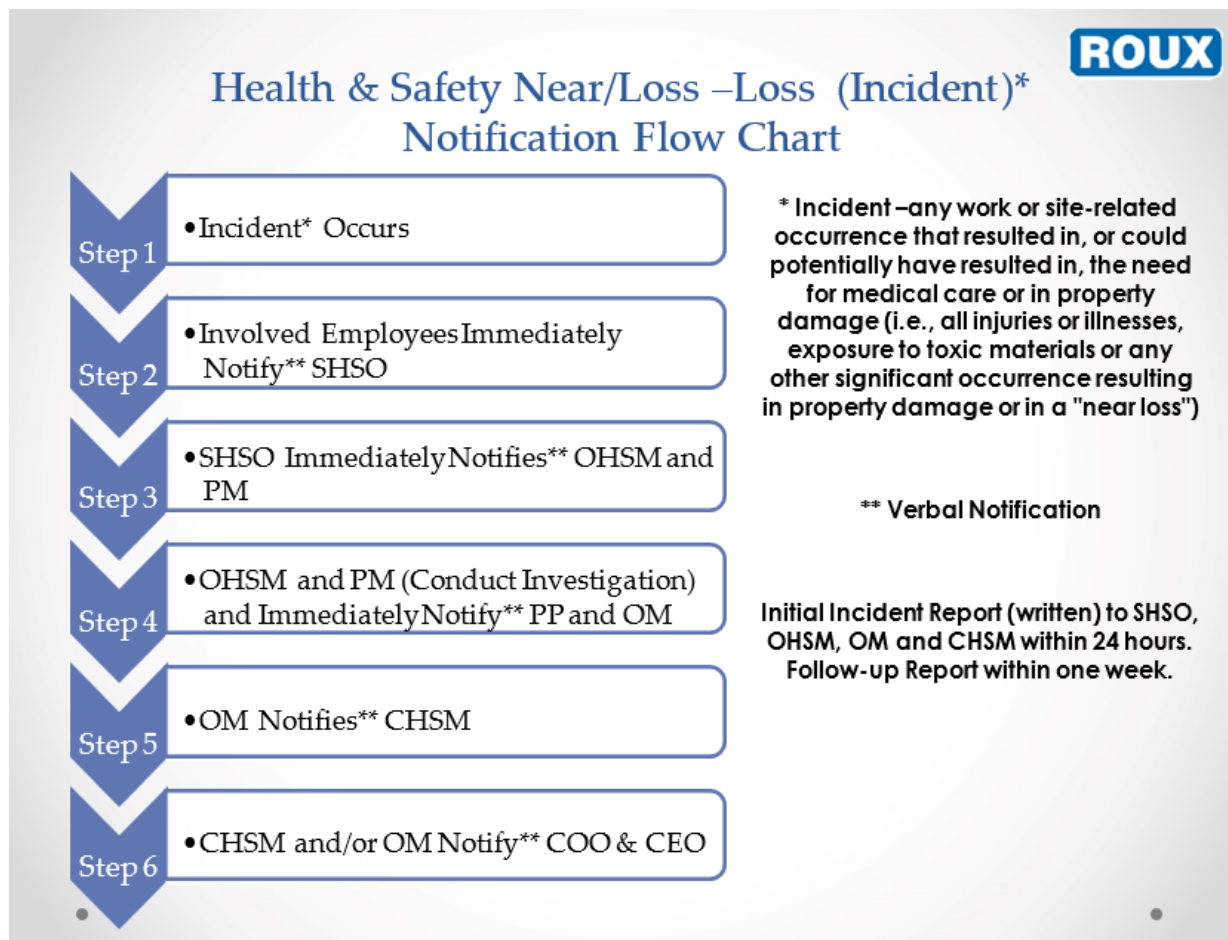 ROUX
Health & Safety Near/Loss –Loss (Incident)*
Notification Flow Chart
Step 1
•Incident* Occurs
Step 2
•Involved Employees Immediately
Notify** SHSO
Step 3
•SHSO Immediately Notifies** OHSM and
PM
Step 4
•OHSM and PM (Conduct Investigation)
and Immediately Notify** PP and OM
Step 5
•OM Notifies** CHSM
Step 6
•CHSM and/or OM Notify** COO & CEO
* Incident –any work or site-related
occurrence that resulted in, or could
potentially have resulted in, the need
for medical care or in property
damage (i.e., all injuries or illnesses,
exposure to toxic materials or any
other significant occurrence resulting
in property damage or in a "near loss")
** Verbal Notification
Initial Incident Report (written) to SHSO,
OHSM, OM and CHSM within 24 hours.
Follow-up Report within one week.